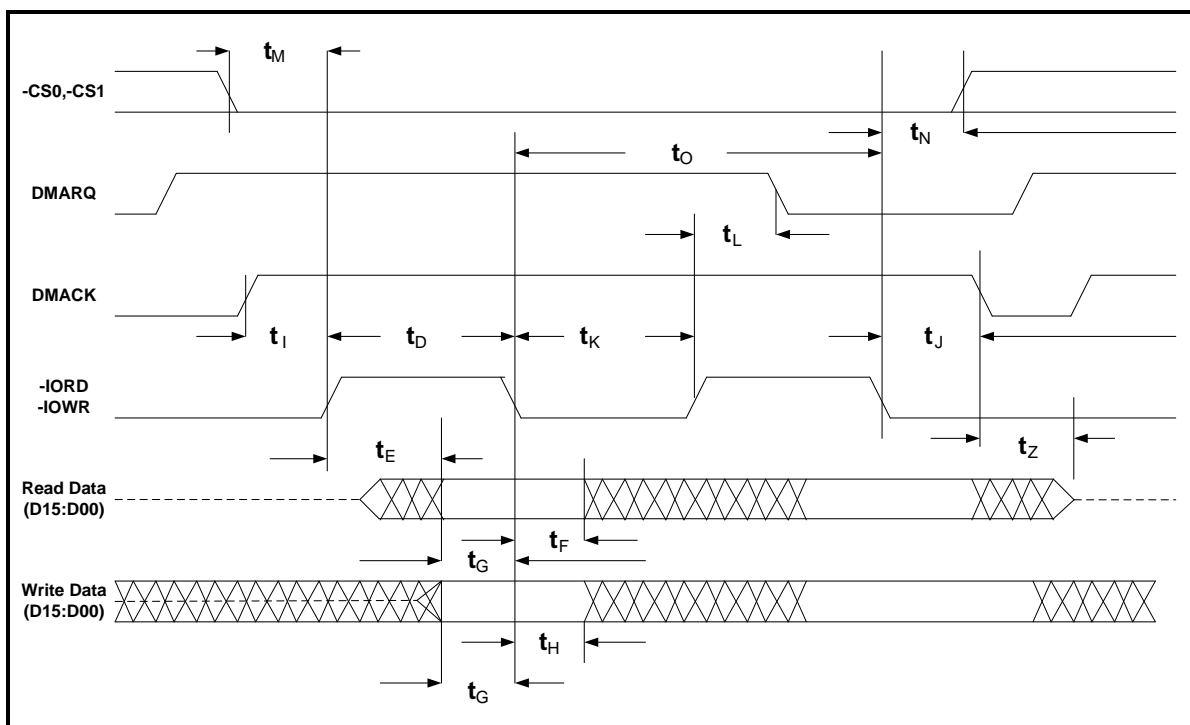 tM
-CS0,-CS1
tN
tO
DMARQ
tL
DMACK
tI
tD
tK
tJ
-IORD
-IOWR
tE
tZ
Read Data
(D15:D00)
tF
tG
Write Data
(D15:D00)
tH
tG